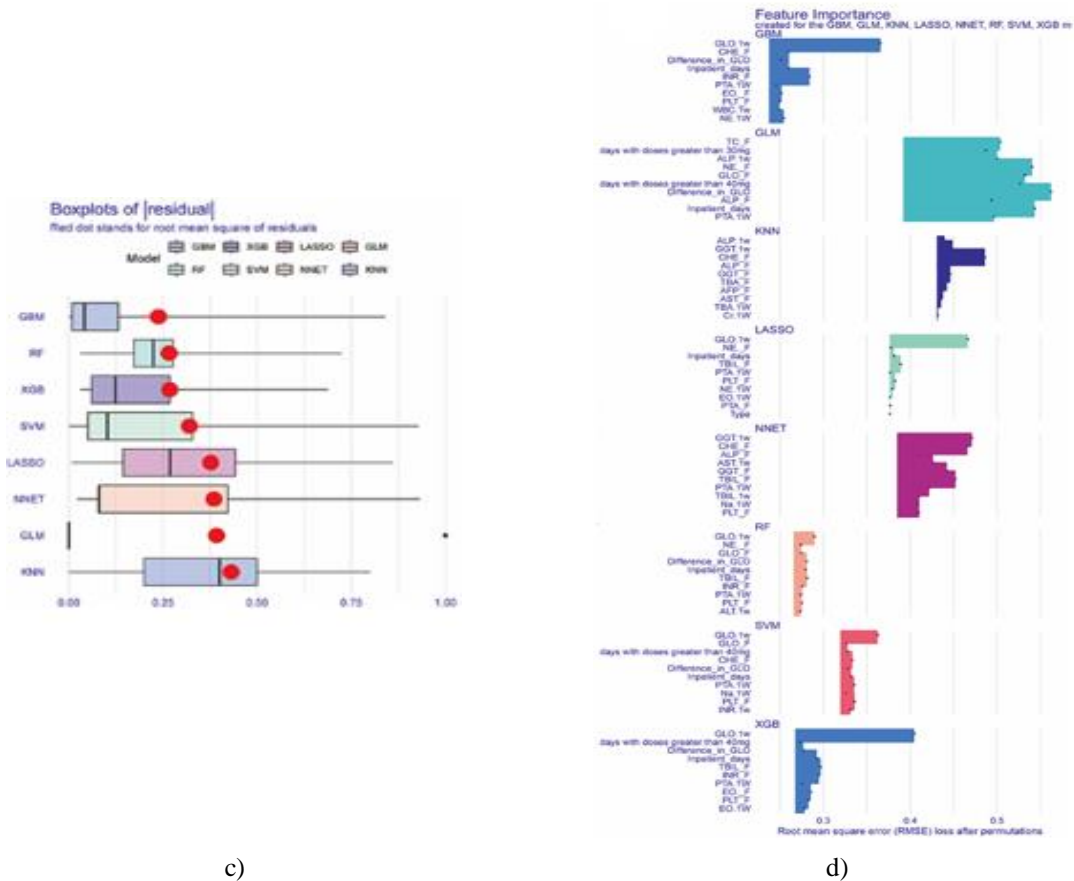 Boxplots of |residual|
Red dot stands for root mean square of residuals
Model
GBM XGB LASSO GLM
RF SVM NNET KNN
GBM
RF
XGB
SVM
LASSO
NNET
GLM
KNN
0.00 0.25 0.50 0.75 1.00
c)
Feature Importance
created for the GBM, GLM, KNN, LASSO, NNET, RF, SVM, XGB m
GBM
GLO.1w
CHE_F
Difference_in_GLO
Inpatient_days
INR_F
PTA.1W
EO._F
PLT_F
WBC.1w
NE.1W
GLM
TC_F
days with doses greater than 30mg
ALP.1w
NE._F
GLO_F
days with doses greater than 40mg
Difference_in_GLO
ALP_F
Inpatient_days
PTA.1W
KNN
ALP.1w
GGT.1w
CHE_F
ALP_F
GGT_F
TBA_F
AFP_F
AST_F
TBA.1W
Cr.1W
LASSO
GLO.1w
NE._F
Inpatient_days
TBIL_F
PTA.1W
PLT_F
NE.1W
EO.1W
PTA_F
Type
NNET
GGT.1w
CHE_F
ALP_F
AST.1w
GGT_F
TBIL_F
PTA.1W
TBIL.1w
Na.1W
PLT_F
RF
GLO.1w
NE._F
GLO_F
Difference_in_GLO
Inpatient_days
TBIL_F
INR_F
PTA.1W
PLT_F
ALT.1w
SVM
GLO.1w
GLO_F
days with doses greater than 40mg
CHE_F
Difference_in_GLO
Inpatient_days
PTA.1W
Na.1W
PLT_F
INR.1w
XGB
GLO.1w
days with doses greater than 40mg
Difference_in_GLO
Inpatient_days
TBIL_F
INR_F
PTA.1W
EO._F
PLT_F
EO.1W
0.3 0.4 0.5
Root mean square error (RMSE) loss after permutations
d)